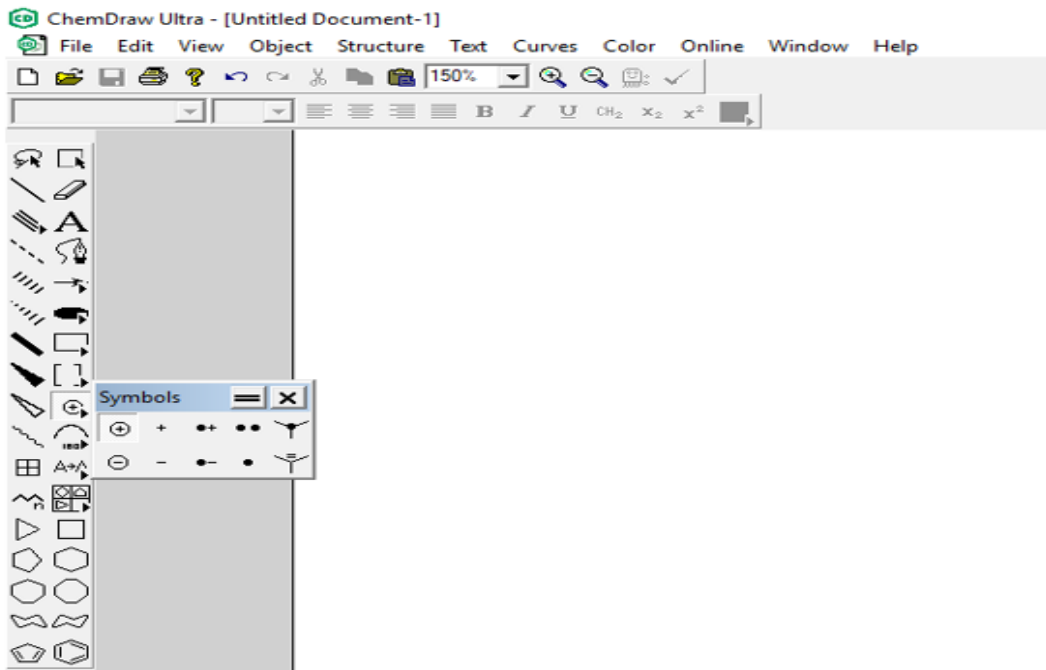 ChemDraw Ultra - [Untitled Document-1]
File Edit View Object Structure Text Curves Color Online Window Help
150%
B I U CH₂ x₂ x²
A
Symbols
A
n